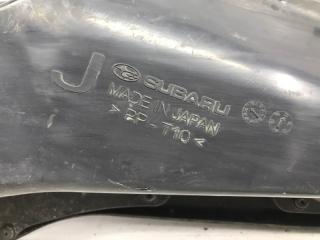 J SUBARU
MADE IN JAPAN
>PP-T10<